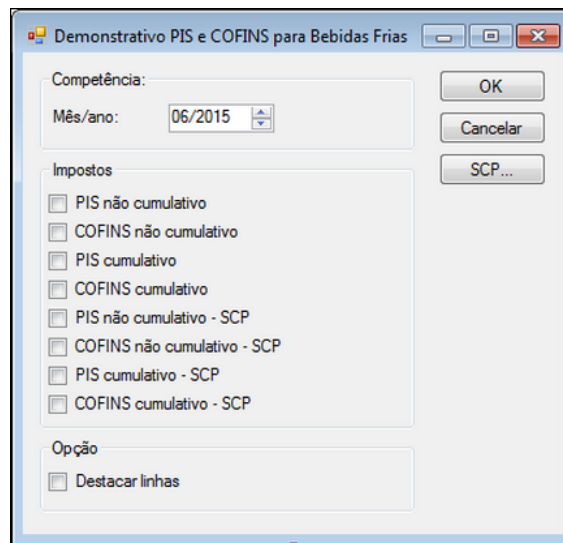 Demonstrativo PIS e COFINS para Bebidas Frias
Competência:
Mês/ano: 06/2015
OK
Cancelar
SCP...
Impostos
PIS não cumulativo
COFINS não cumulativo
PIS cumulativo
COFINS cumulativo
PIS não cumulativo - SCP
COFINS não cumulativo - SCP
PIS cumulativo - SCP
COFINS cumulativo - SCP
Opção
Destacar linhas